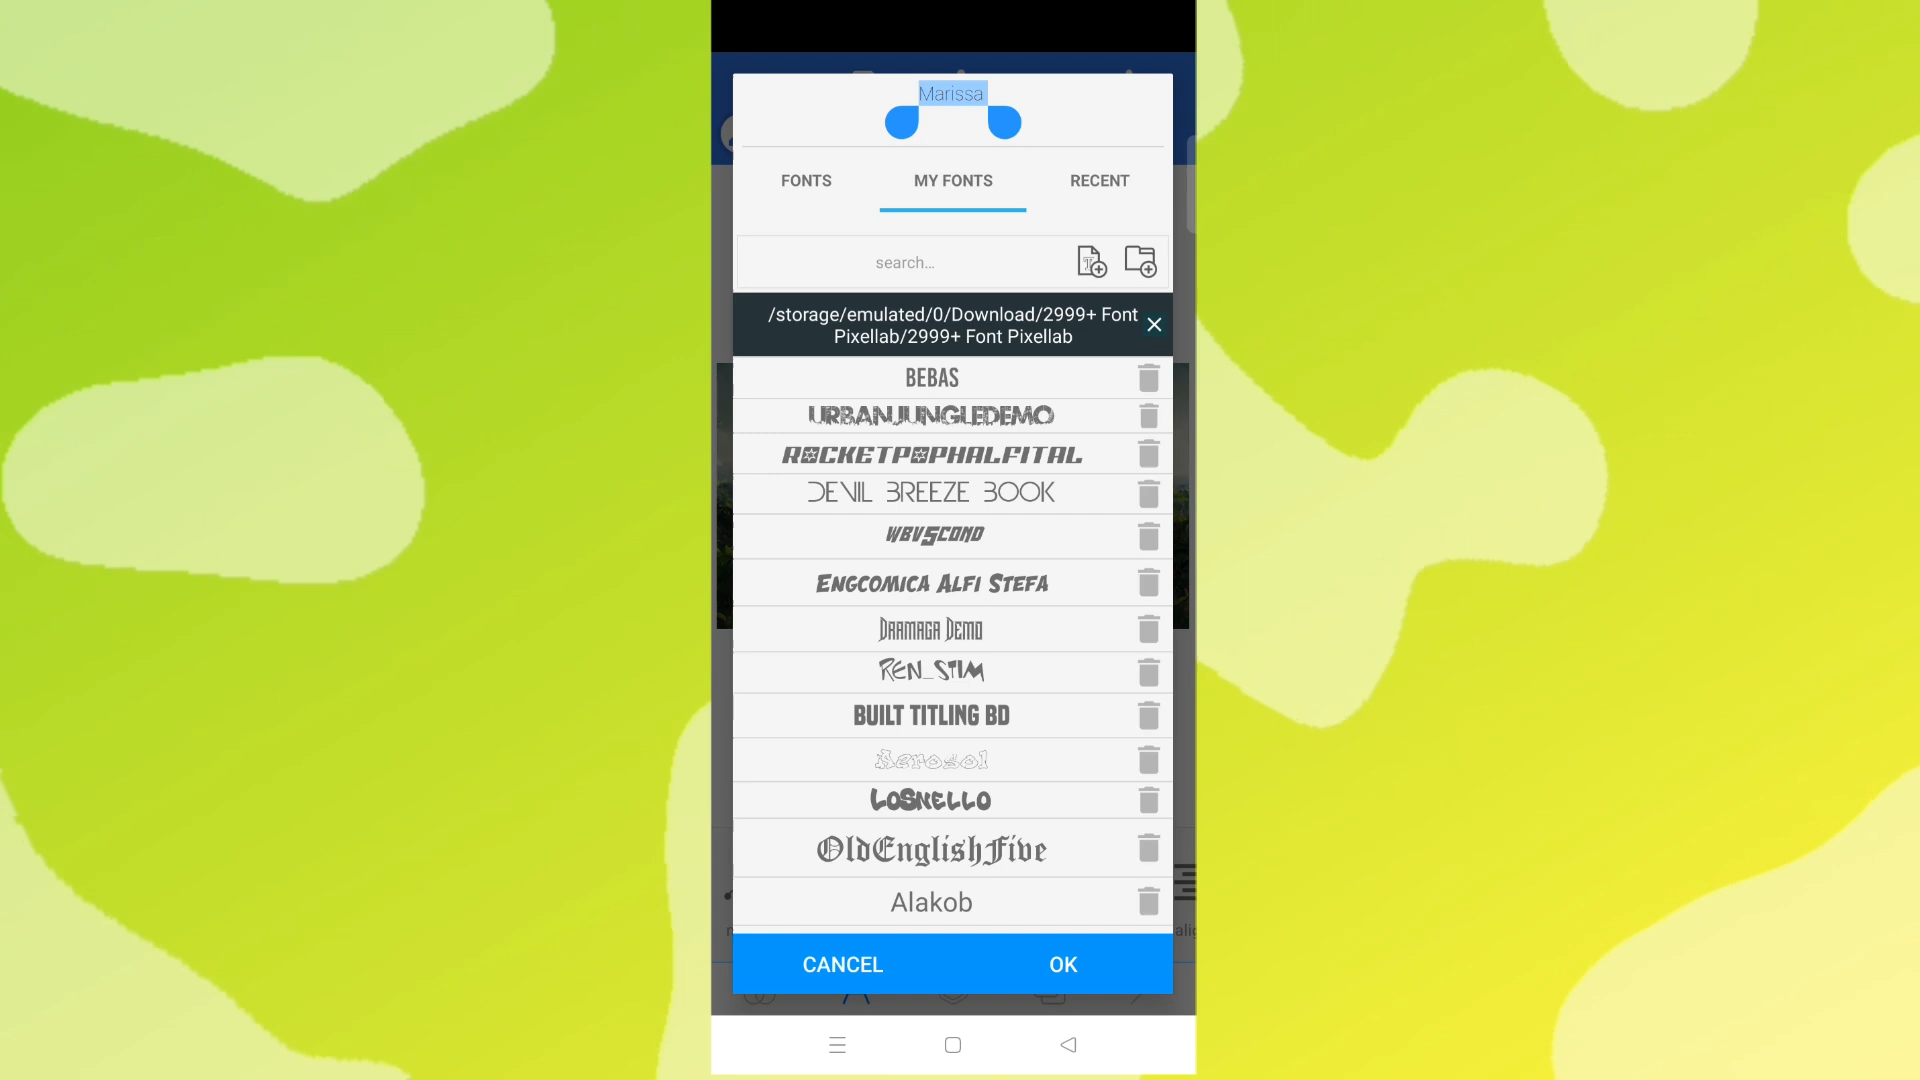 Marissa
FONTS
MY FONTS
RECENT
search...
/storage/emulated/0/Download/2999+ Font
Pixellab/2999+ Font Pixellab
BEBAS
URBANJUNGLEDEMO
ROCKETPOPHALFITAL
DEVIL BREEZE BOOK
WBV5COND
ENGCOMICA ALFI STEFA
DRAMAGA DEMO
REN_STIM
BUILT TITLING BD
Aerosol
LOSNELLO
OldEnglishFive
Alakob
CANCEL
OK